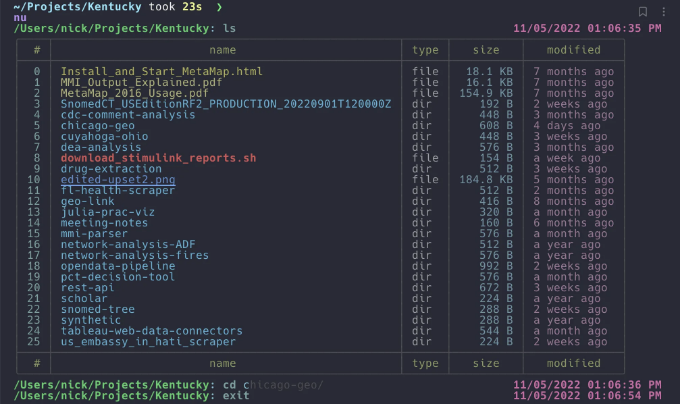 ~/Projects/Kentucky took 23s ❯
nu
/Users/nick/Projects/Kentucky: ls 11/05/2022 01:06:35 PM
# name type size modified
0 Install_and_Start_MetaMap.html file 18.1 KB 7 months ago
1 MMI_Output_Explained.pdf file 16.1 KB 7 months ago
2 MetaMap_2016_Usage.pdf file 154.9 KB 7 months ago
3 SnomedCT_USEditionRF2_PRODUCTION_20220901T120000Z dir 192 B 2 weeks ago
4 cdc-comment-analysis dir 448 B 3 months ago
5 chicago-geo dir 608 B 4 days ago
6 cuyahoga-ohio dir 448 B 3 weeks ago
7 dea-analysis dir 576 B 3 months ago
8 download_stimulink_reports.sh file 154 B a week ago
9 drug-extraction dir 512 B 3 weeks ago
10 edited-upset2.png file 184.8 KB 5 months ago
11 fl-health-scraper dir 512 B 2 months ago
12 geo-link dir 416 B 8 months ago
13 julia-prac-viz dir 320 B a month ago
14 meeting-notes dir 160 B 6 months ago
15 mmi-parser dir 576 B a month ago
16 network-analysis-ADF dir 512 B a year ago
17 network-analysis-fires dir 576 B a year ago
18 opendata-pipeline dir 992 B 2 weeks ago
19 pct-decision-tool dir 576 B a month ago
20 rest-api dir 672 B 3 weeks ago
21 scholar dir 224 B a year ago
22 snomed-tree dir 288 B 2 weeks ago
23 synthetic dir 288 B a year ago
24 tableau-web-data-connectors dir 544 B a month ago
25 us_embassy_in_hati_scraper dir 224 B 2 weeks ago
# name type size modified
/Users/nick/Projects/Kentucky: cd chicago-geo/ 11/05/2022 01:06:36 PM
/Users/nick/Projects/Kentucky: exit 11/05/2022 01:06:54 PM